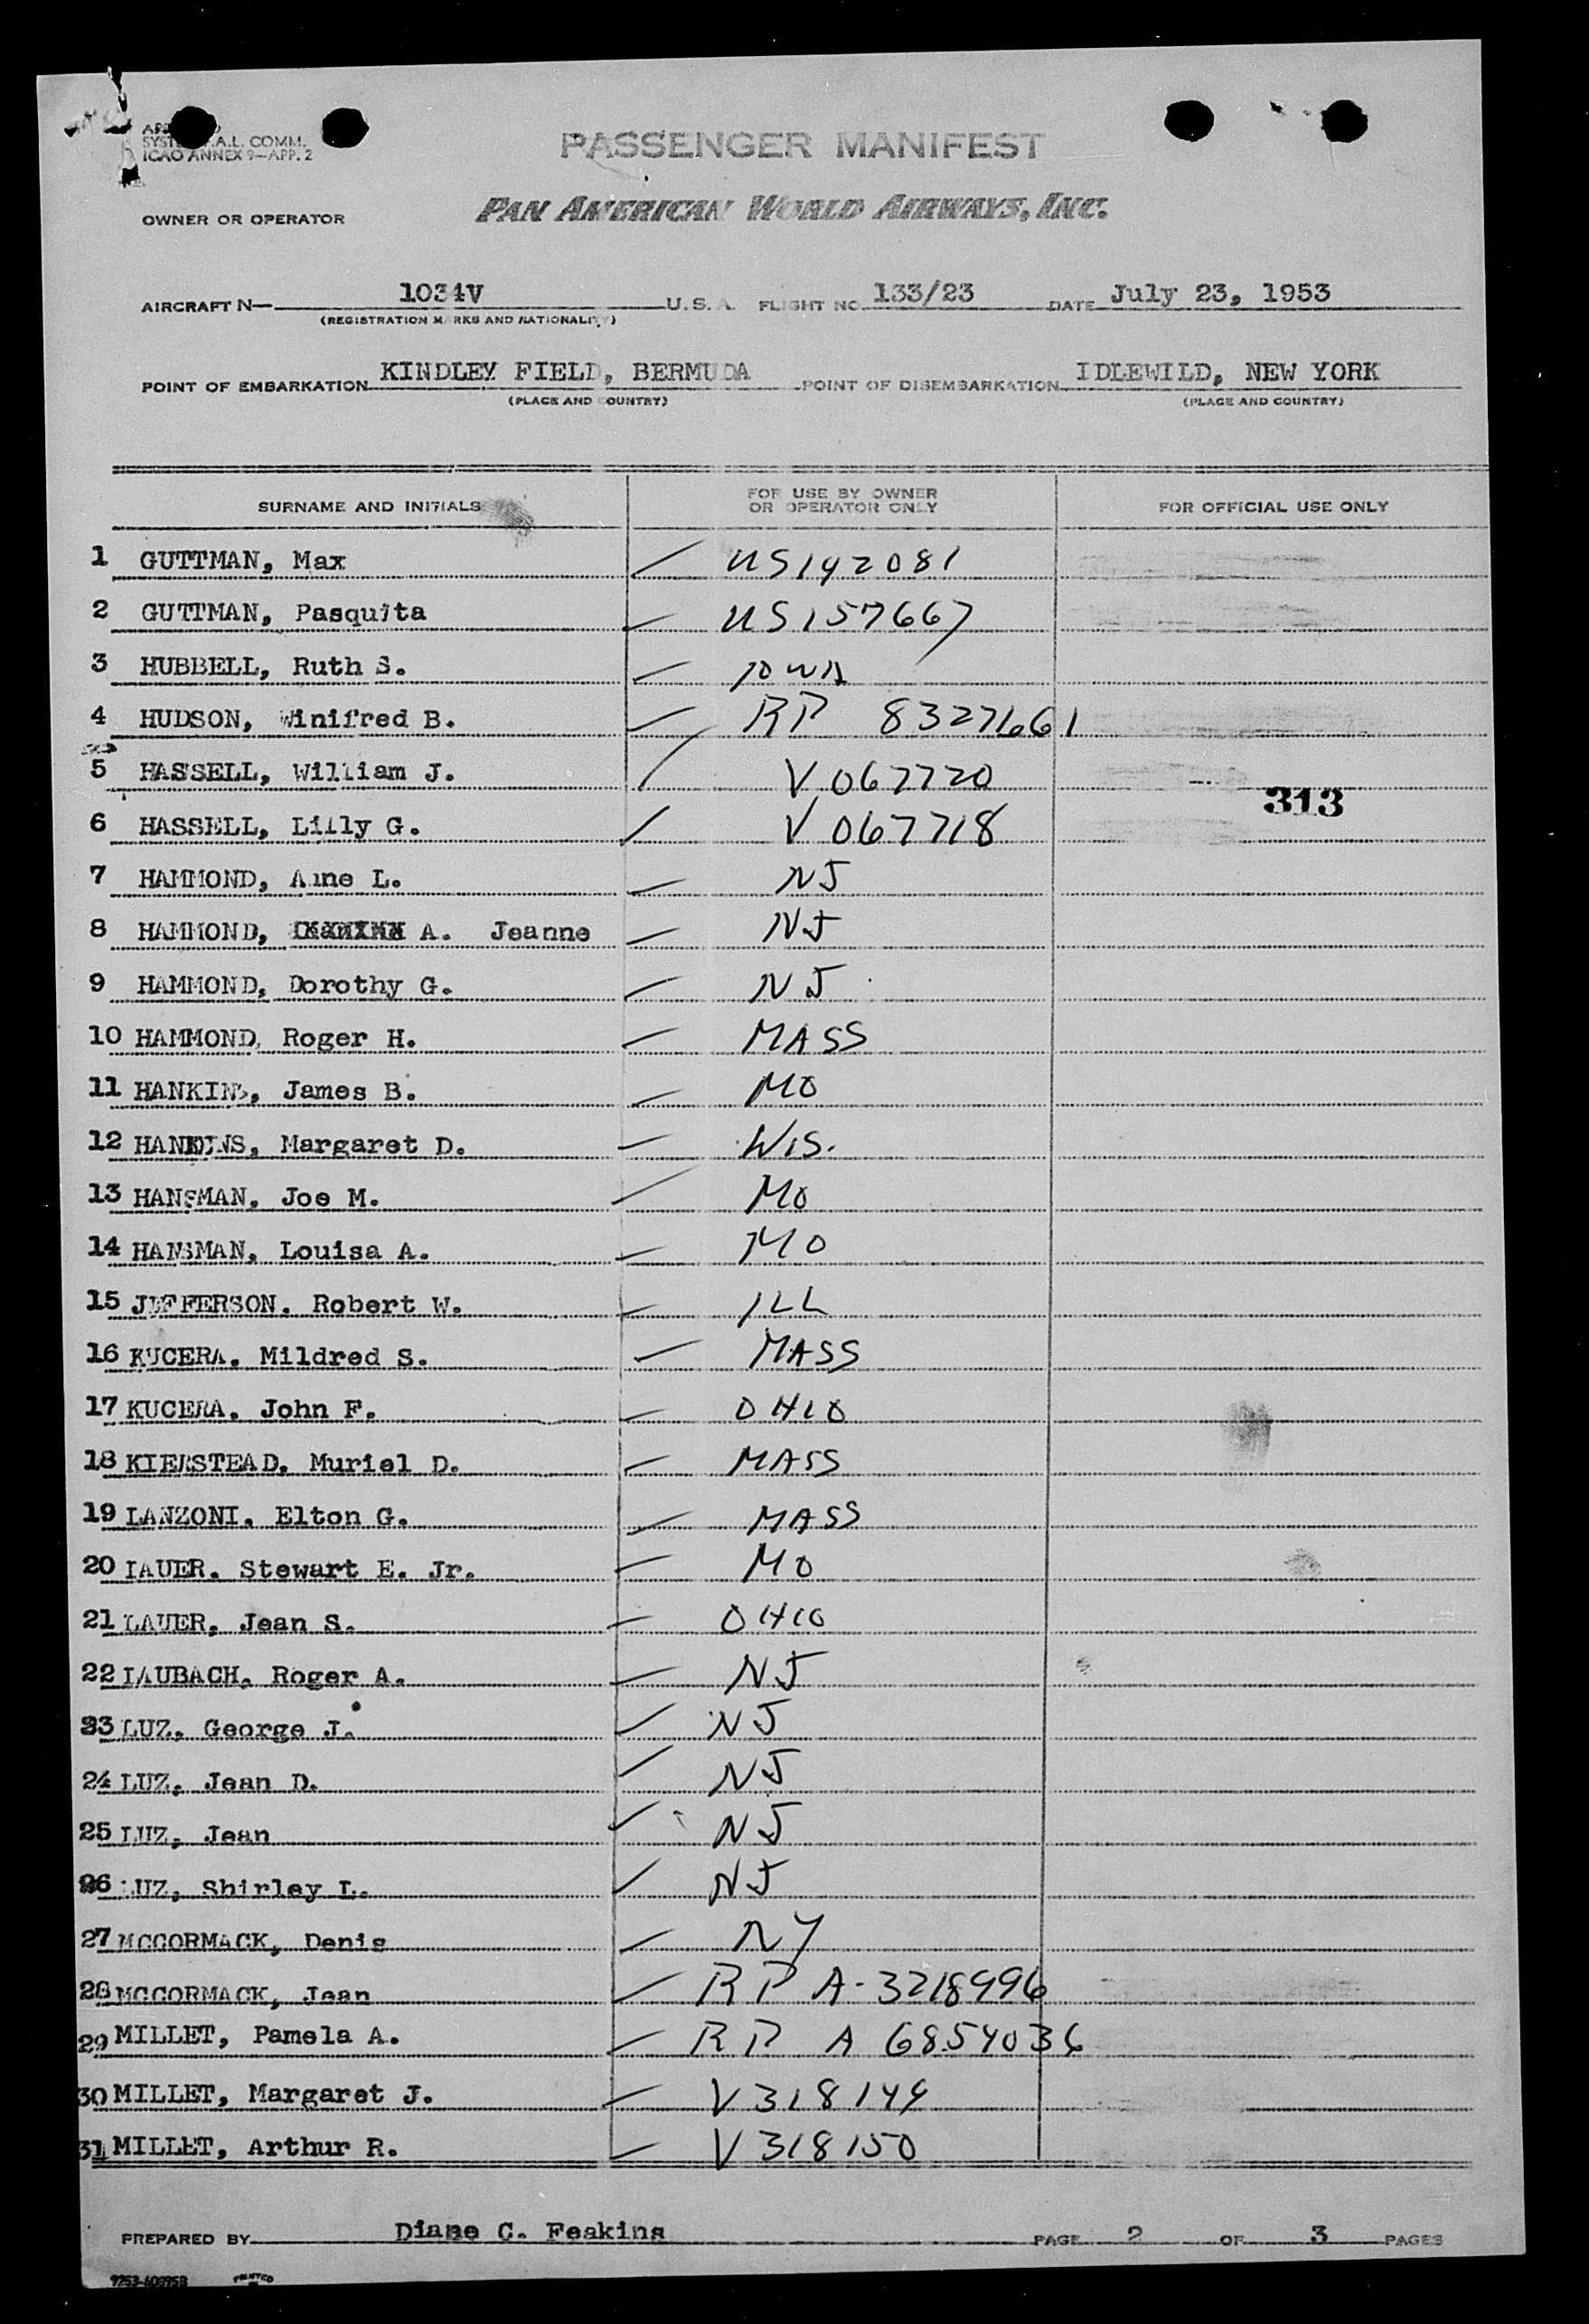 SYST A.L. COMM.
ICAO ANNEX 9—APP. 2
PASSENGER MANIFEST
OWNER OR OPERATOR PAN AMERICAN WORLD AIRWAYS, INC.
AIRCRAFT N— 1034V U.S.A. FLIGHT NO. 133/23 DATE July 23, 1953
(REGISTRATION MARKS AND NATIONALITY)
POINT OF EMBARKATION KINDLEY FIELD, BERMUDA POINT OF DISEMBARKATION IDLEWILD, NEW YORK
(PLACE AND COUNTRY) (PLACE AND COUNTRY)
SURNAME AND INITIALS FOR USE BY OWNER OR OPERATOR ONLY FOR OFFICIAL USE ONLY
1 GUTTMAN, Max US142081
2 GUTTMAN, Pasquita US157667
3 HUBBELL, Ruth S. IOWA
4 HUDSON, Winifred B. RP 83271661
5 HASSELL, William J. V 067720
313
6 HASSELL, Lilly G. V 067718
7 HAMMOND, Anne L. NJ
8 HAMMOND, A. Jeanne NJ
9 HAMMOND, Dorothy G. NJ
10 HAMMOND, Roger H. MASS
11 HANKINS, James B. MO
12 HANKINS, Margaret D. WIS.
13 HANSMAN, Joe M. MO
14 HANSMAN, Louisa A. MO
15 JEFFERSON. Robert W. ILL
16 KUCERA. Mildred S. MASS
17 KUCERA. John F. OHIO
18 KIERSTEAD. Muriel D. MASS
19 LANZONI. Elton G. MASS
20 LAUER. Stewart E. Jr. MO
21 LAUER, Jean S. OHIO
22 LAUBACH, Roger A. NJ
23 LUZ, George J. NJ
24 LUZ, Jean D. NJ
25 LUZ, Jean NJ
26 LUZ, Shirley L. NJ
27 MCCORMACK, Denis NY
28 MCCORMACK, Jean RP A-3218996
29 MILLET, Pamela A. RP A 6854036
30 MILLET, Margaret J. V318149
31 MILLET, Arthur R. V318150
PREPARED BY Diane C. Feakins PAGE 2 OF 3 PAGES
PRINTED